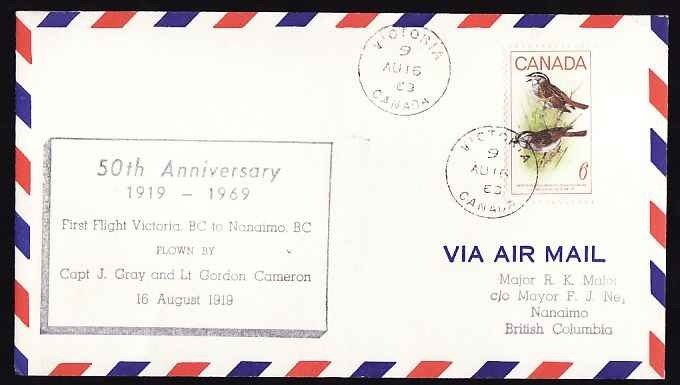 VICTORIA
9
AU 16
CANADA
CANADA
6
VICTORIA
9
AU 16
CANADA
50th Anniversary
1919 - 1969
First Flight Victoria, BC to Nanaimo, BC
FLOWN BY
Capt J. Gray and Lt Gordon Cameron
16 August 1919
VIA AIR MAIL
Major R. K. Malot
c/o Mayor F. J. Ney
Nanaimo
British Columbia